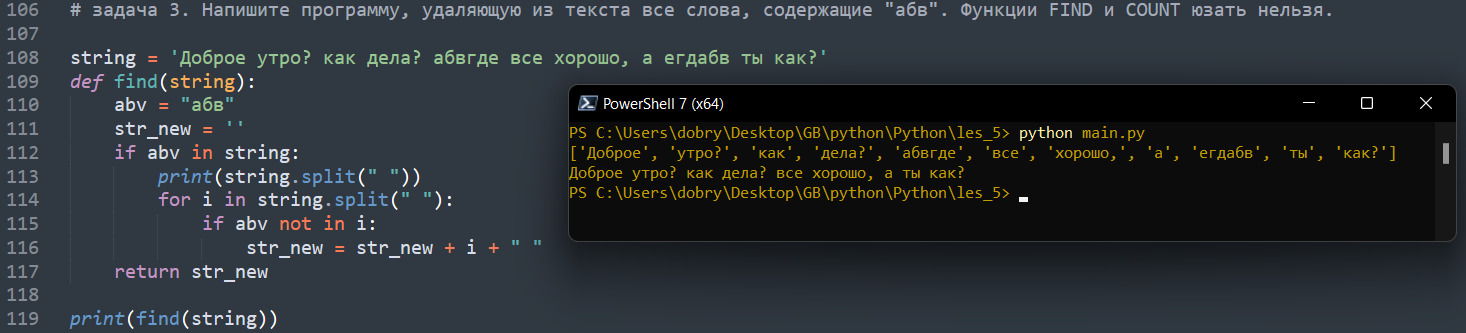 106 # задача 3. Напишите программу, удаляющую из текста все слова, содержащие "абв". Функции FIND и COUNT юзать нельзя.
107
108 string = 'Доброе утро? как дела? абвгде все хорошо, а егдабв ты как?'
109 def find(string):
110     abv = "абв"
111     str_new = ''
112     if abv in string:
113         print(string.split(" "))
114         for i in string.split(" "):
115             if abv not in i:
116                 str_new = str_new + i + " "
117     return str_new
118
119 print(find(string))
PowerShell 7 (x64)
PS C:\Users\dobry\Desktop\GB\python\Python\les_5> python main.py
['Доброе', 'утро?', 'как', 'дела?', 'абвгде', 'все', 'хорошо,', 'а', 'егдабв', 'ты', 'как?']
Доброе утро? как дела? все хорошо, а ты как?
PS C:\Users\dobry\Desktop\GB\python\Python\les_5>